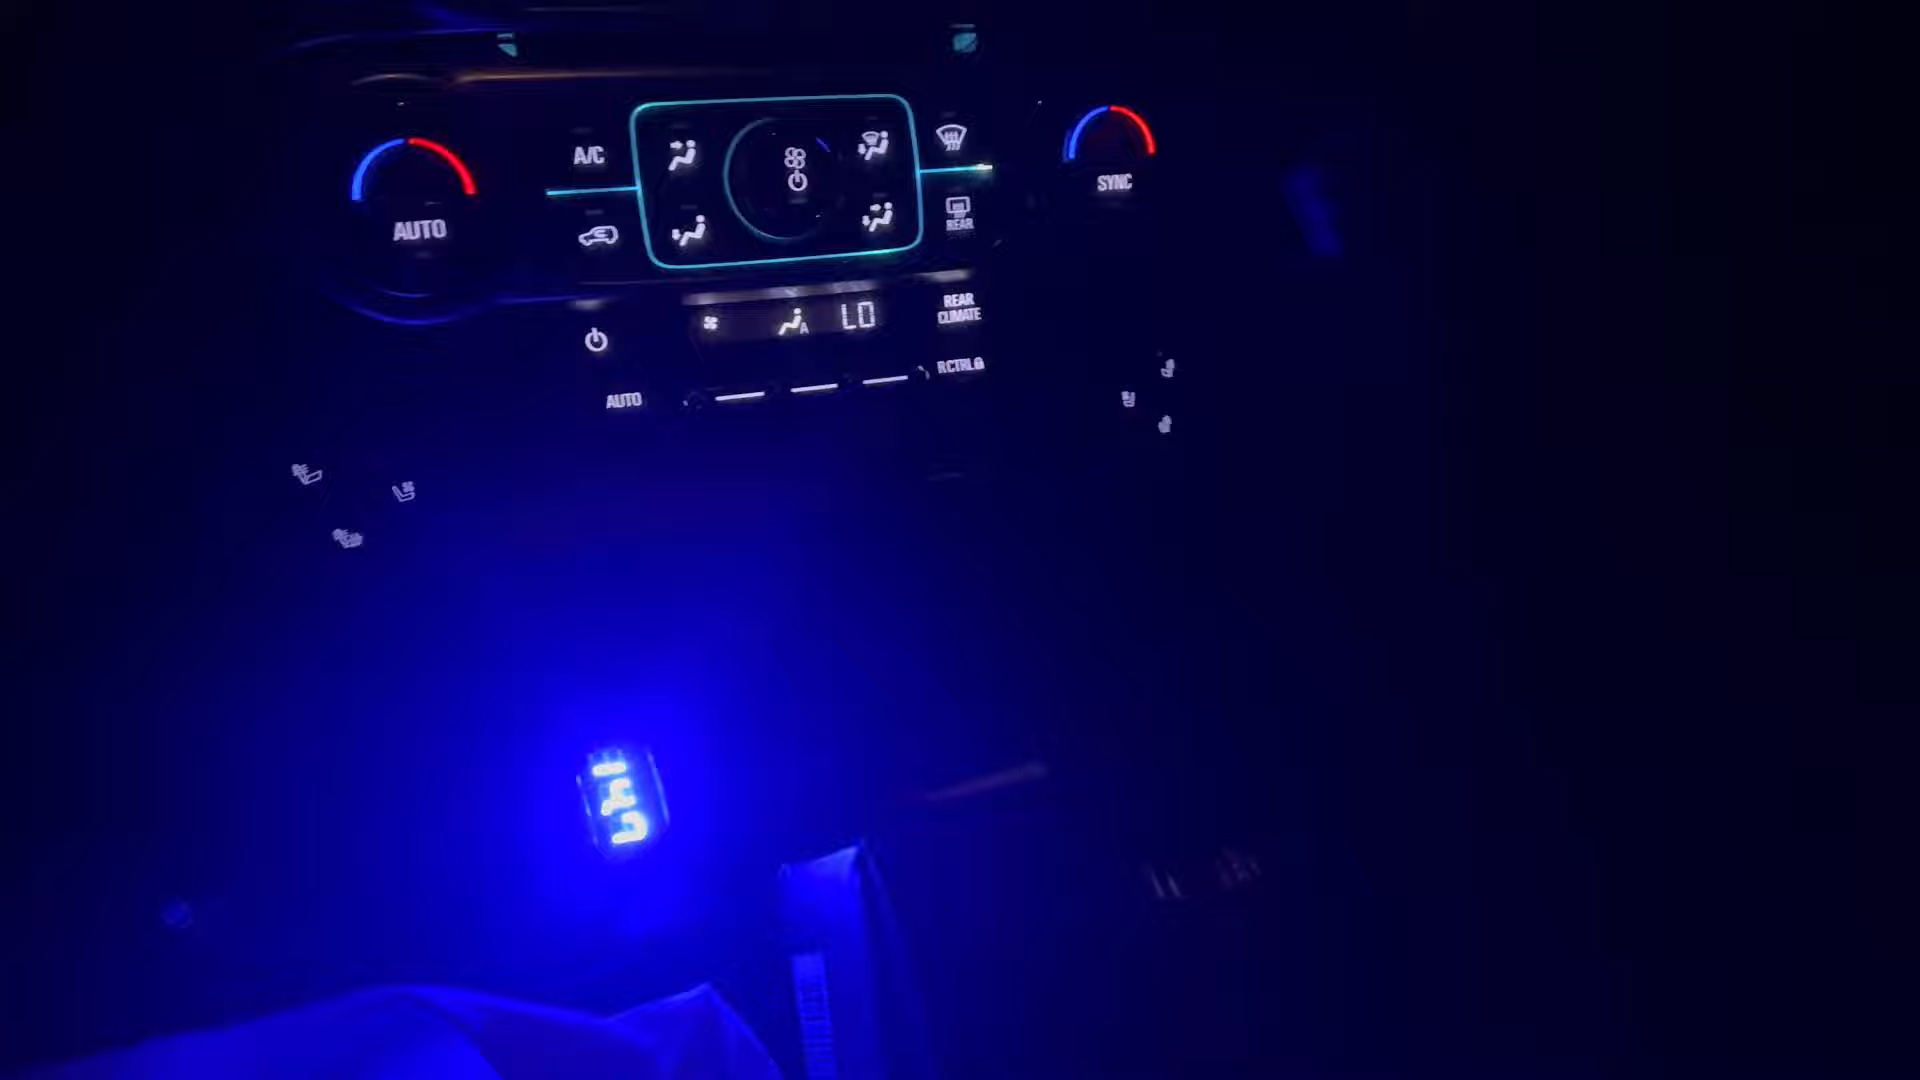 A/C
SYNC
AUTO
REAR
LO
REAR
CLIMATE
AUTO
RCTRL